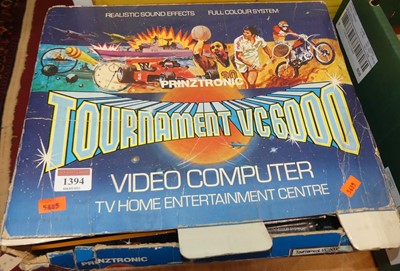 REALISTIC SOUND EFFECTS FULL COLOUR SYSTEM
PRINZTRONIC
TOURNAMENT VC6000
1394
VIDEO COMPUTER
TV HOME ENTERTAINMENT CENTRE
PRINZTRONIC